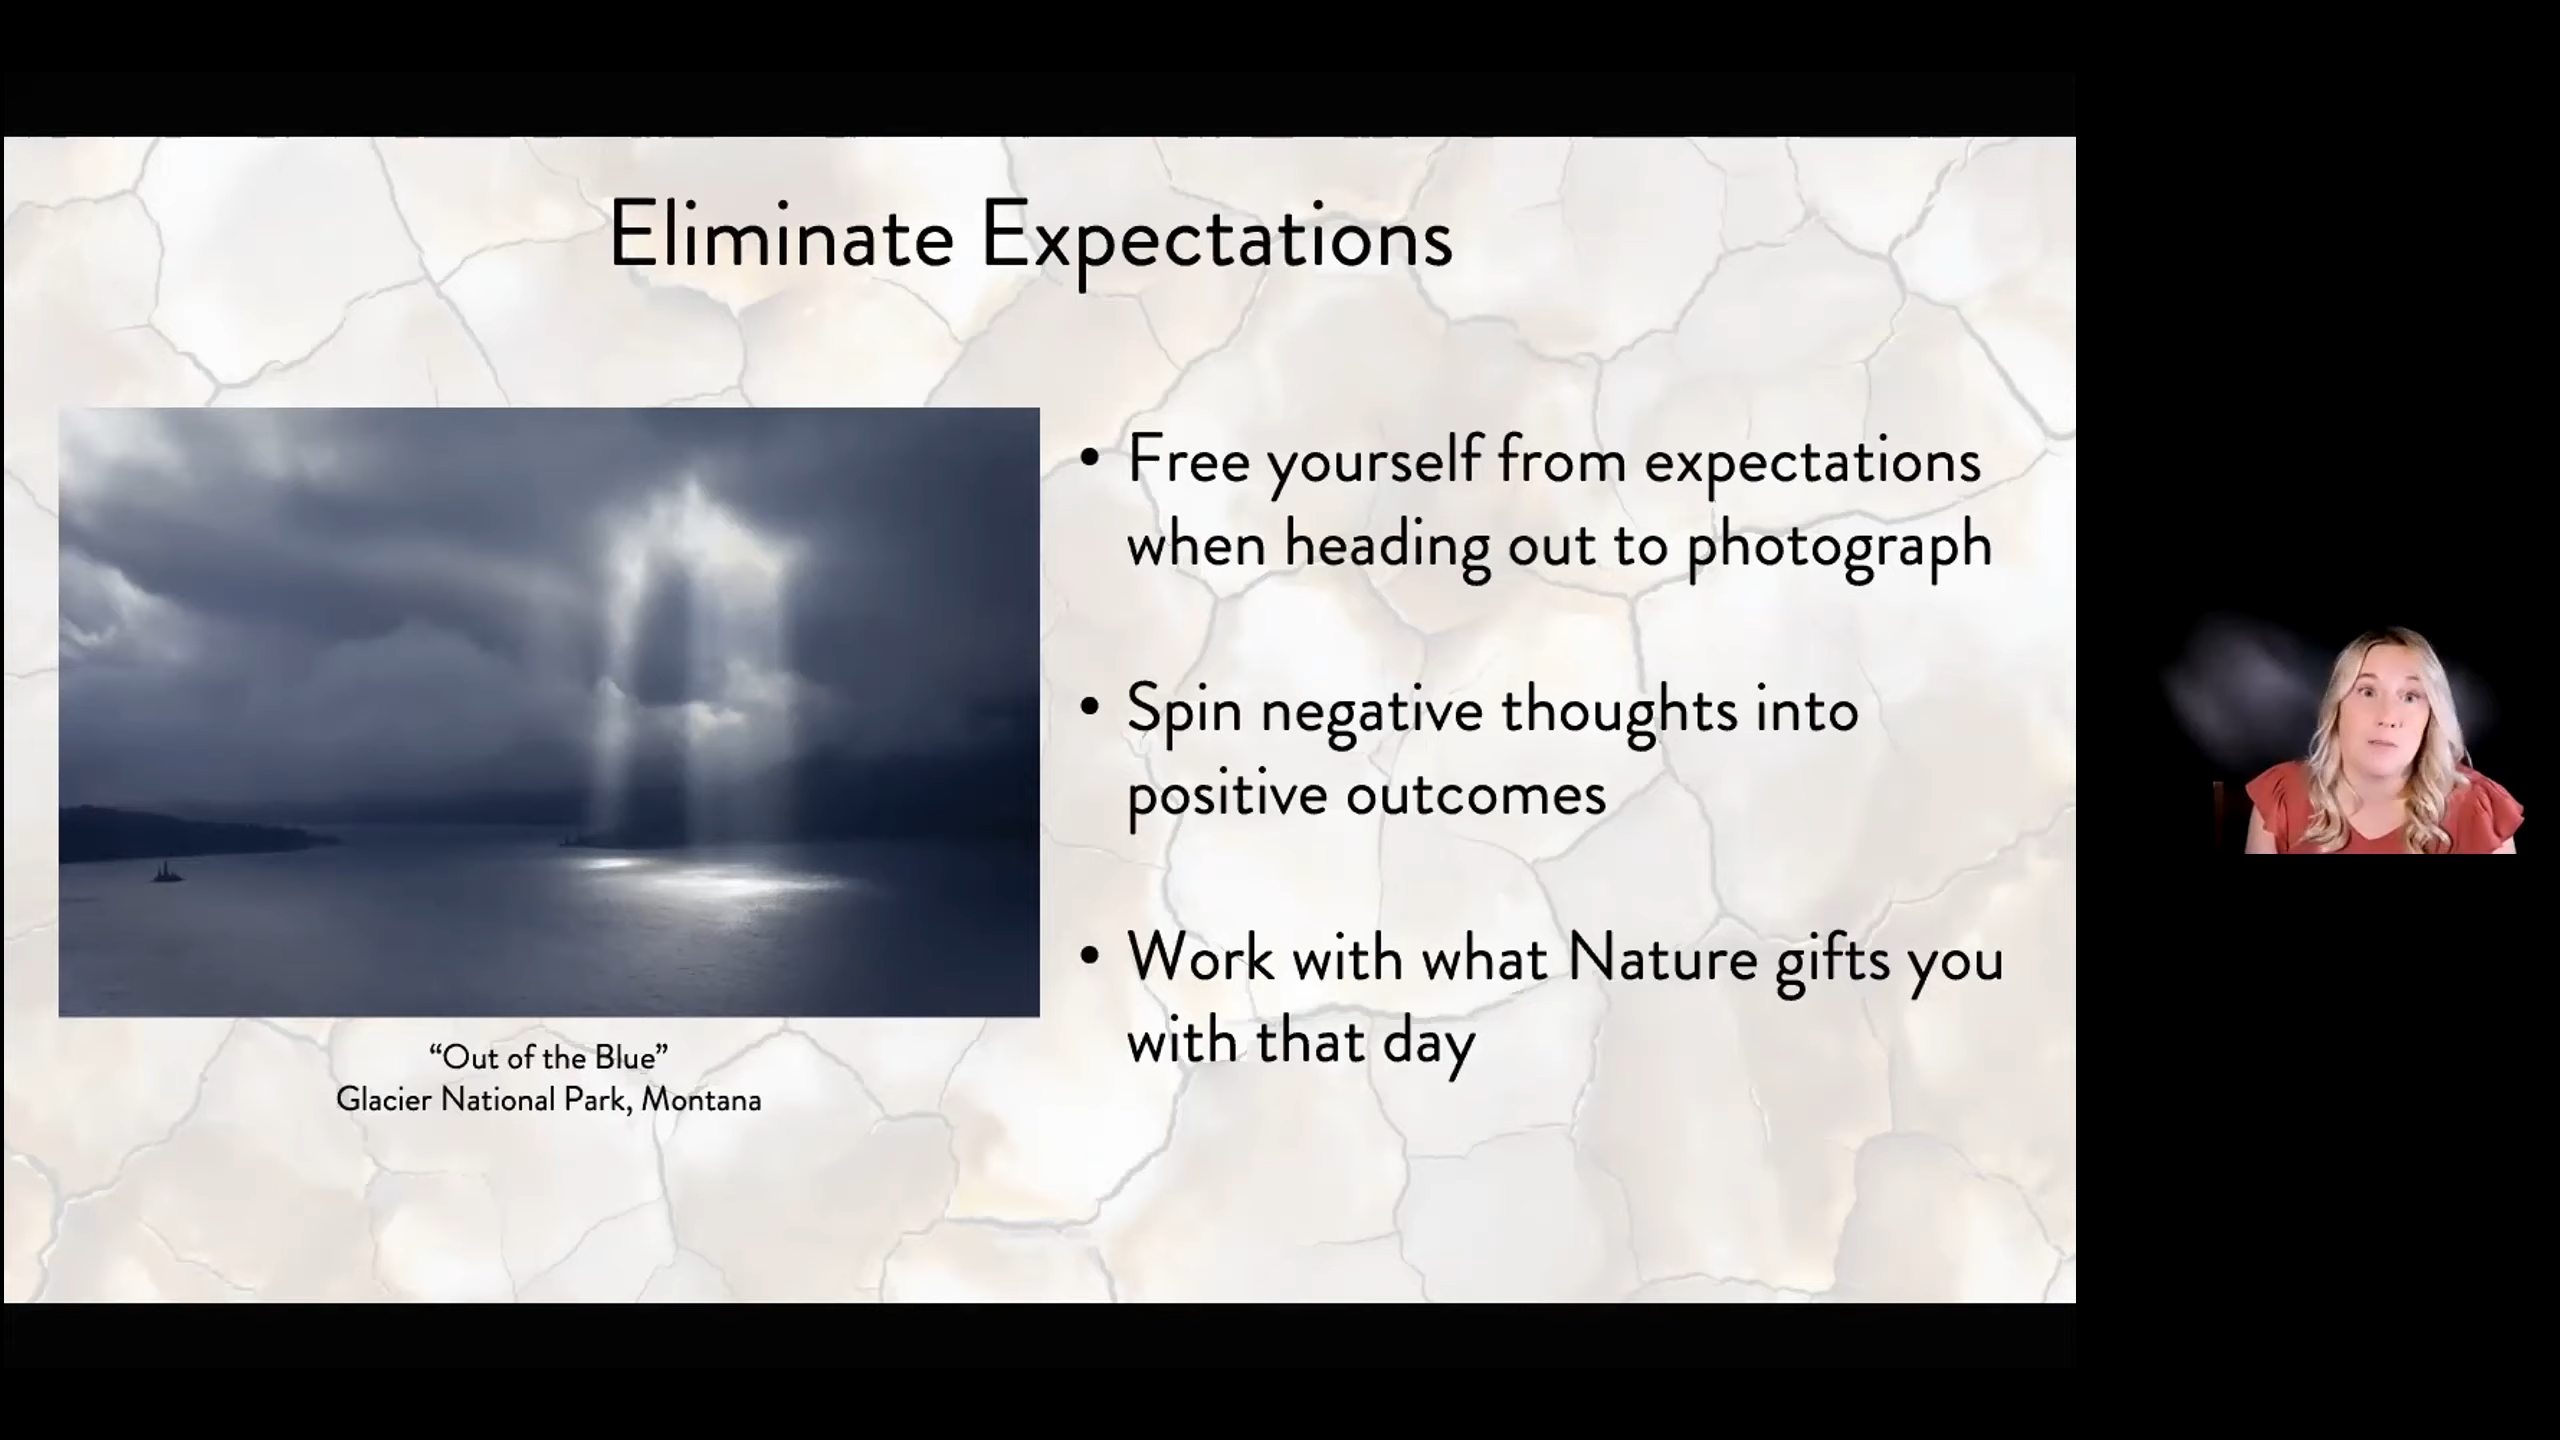 Eliminate Expectations
• Free yourself from expectations
when heading out to photograph
• Spin negative thoughts into
positive outcomes
• Work with what Nature gifts you
with that day
“Out of the Blue”
Glacier National Park, Montana